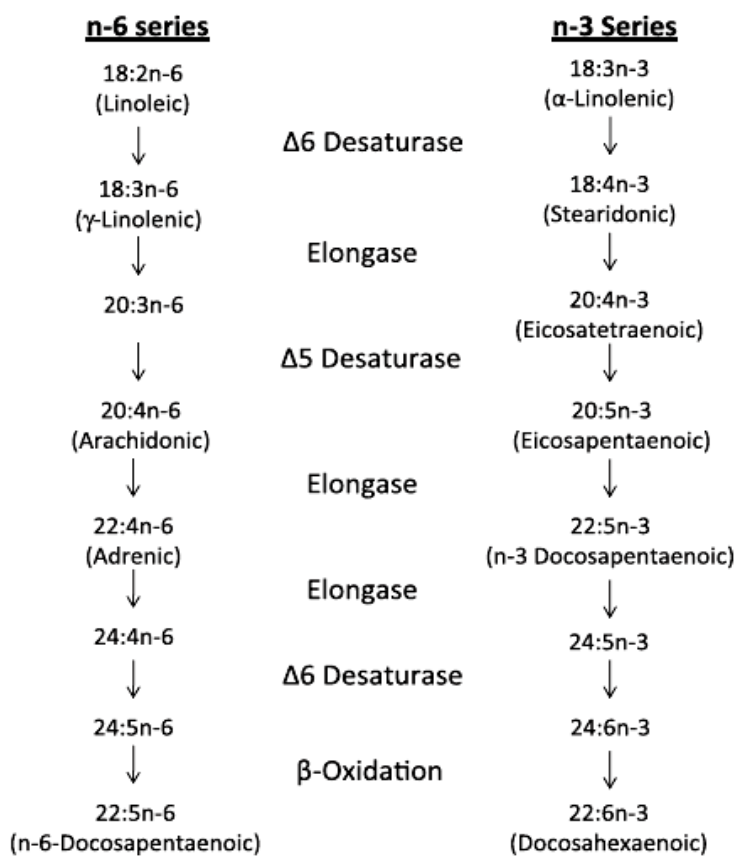 n-6 series
n-3 Series
18:2n-6
(Linoleic)
18:3n-3
(α-Linolenic)
Δ6 Desaturase
18:3n-6
(γ-Linolenic)
18:4n-3
(Stearidonic)
Elongase
20:3n-6
20:4n-3
(Eicosatetraenoic)
Δ5 Desaturase
20:4n-6
(Arachidonic)
20:5n-3
(Eicosapentaenoic)
Elongase
22:4n-6
(Adrenic)
22:5n-3
(n-3 Docosapentaenoic)
Elongase
24:4n-6
24:5n-3
Δ6 Desaturase
24:5n-6
24:6n-3
β-Oxidation
22:5n-6
(n-6-Docosapentaenoic)
22:6n-3
(Docosahexaenoic)